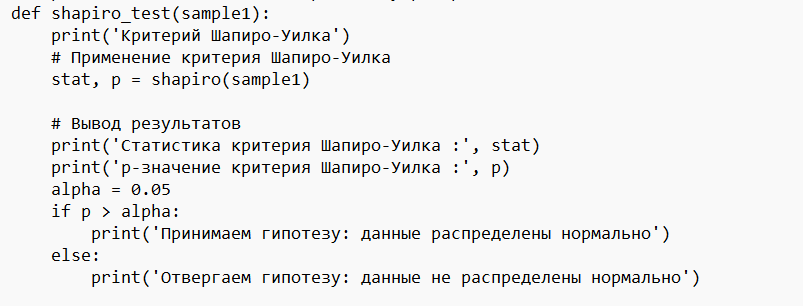 def shapiro_test(sample1):
    print('Критерий Шапиро-Уилка')
    # Применение критерия Шапиро-Уилка
    stat, p = shapiro(sample1)

    # Вывод результатов
    print('Статистика критерия Шапиро-Уилка :', stat)
    print('p-значение критерия Шапиро-Уилка :', p)
    alpha = 0.05
    if p > alpha:
        print('Принимаем гипотезу: данные распределены нормально')
    else:
        print('Отвергаем гипотезу: данные не распределены нормально')